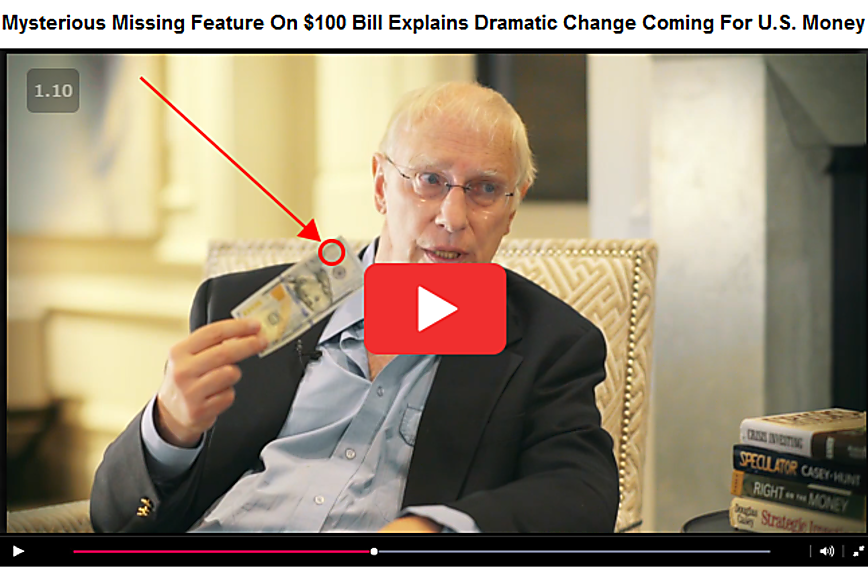 Mysterious Missing Feature On $100 Bill Explains Dramatic Change Coming For U.S. Money
1.10
CRISIS INVESTING
SPECULATOR CASEY-HUNT
RIGHT ON THE MONEY
Douglas
Casey
Strategic Investing